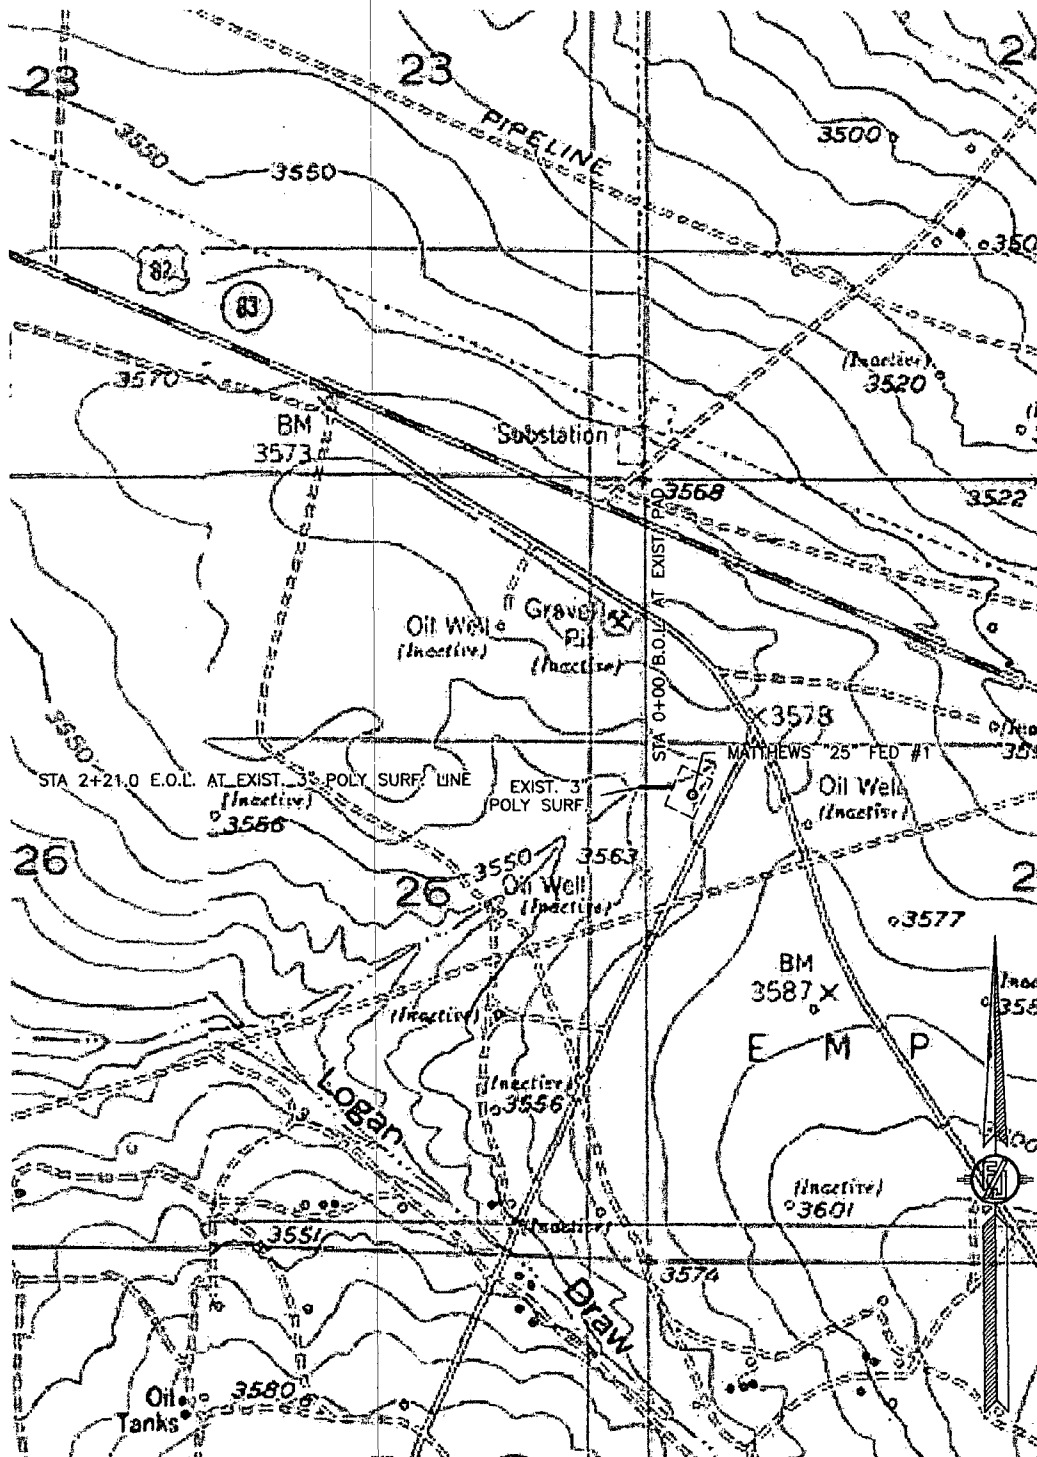 23
23
2
PIPELINE
3500
3550
3550
350
82
83
(Inactive)
3520
3570
BM
3573
Substation
3568
3522
STA 0+00 B.O.L. AT EXIST. PAD
Gravel
Pit
(Inactive)
Oil Well
(Inactive)
3550
3578
MATTHEWS "25" FED #1
STA 2+21.0 E.O.L. AT EXIST. 3" POLY SURF. LINE
EXIST. 3"
POLY SURF.
(Inactive)
3556
Oil Well
(Inactive)
26
26
2
3550
3563
Oil Well
(Inactive)
3577
BM
3587
(Inactive)
E M P
Logan
(Inactive)
3556
(Inactive)
3601
(Inactive)
3551
3574
Draw
Oil
Tanks
3580